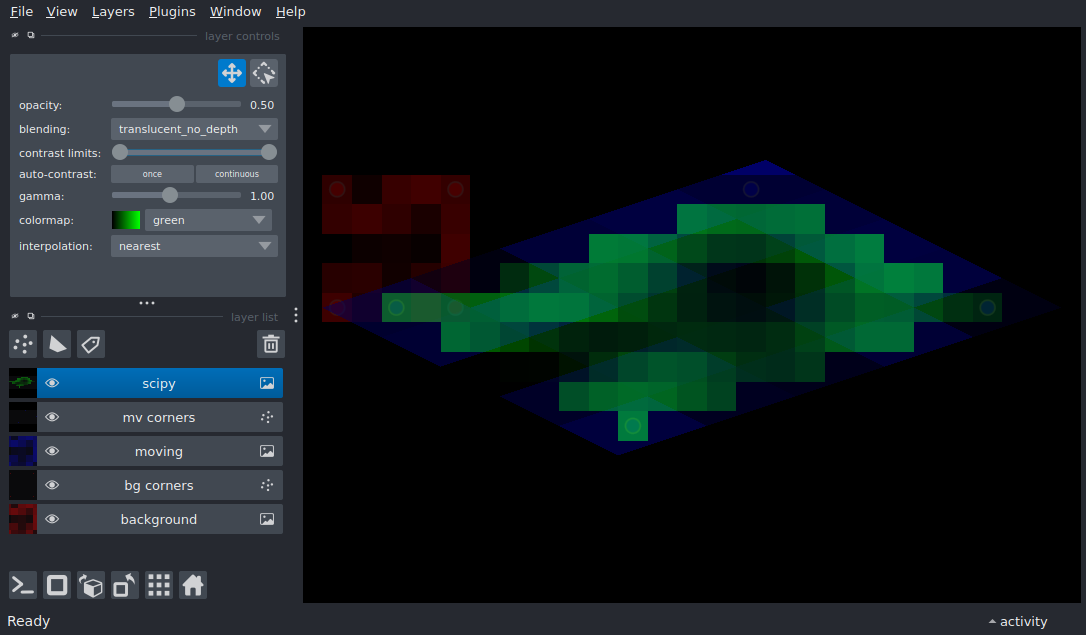 File View Layers Plugins Window Help
layer controls
opacity: 0.50
blending: translucent_no_depth
contrast limits:
auto-contrast: once continuous
gamma: 1.00
colormap: green
interpolation: nearest
layer list
scipy
mv corners
moving
bg corners
background
Ready activity